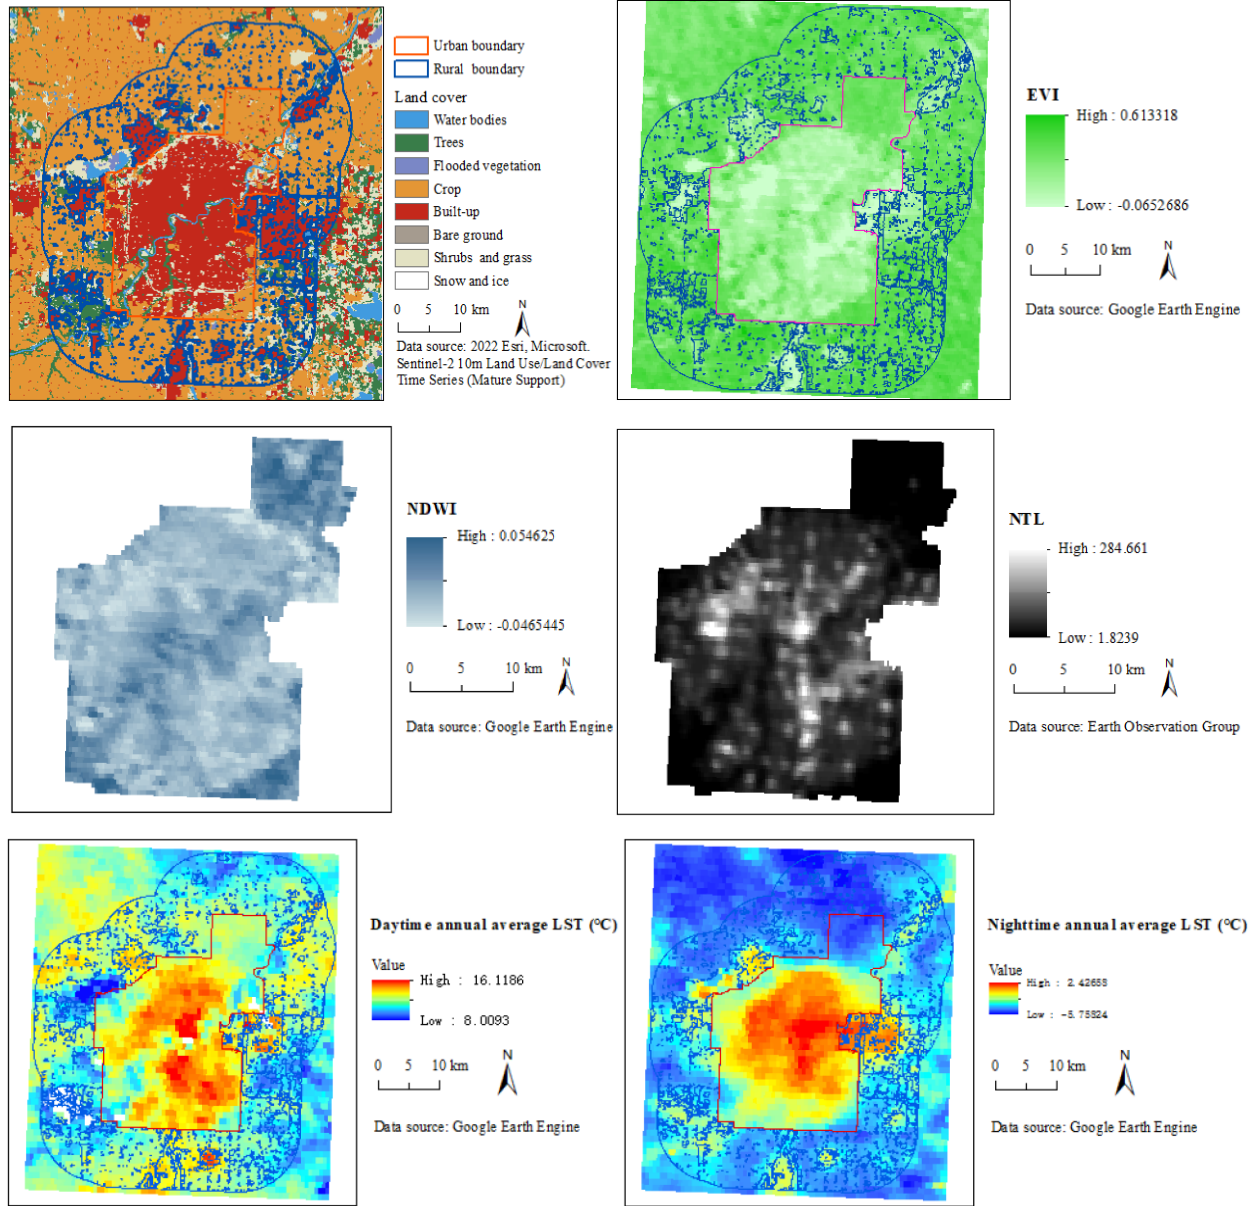 Urban boundary
Rural boundary
Land cover
Water bodies
Trees
Flooded vegetation
Crop
Built-up
Bare ground
Shrubs and grass
Snow and ice
0 5 10 km
N
Data source: 2022 Esri, Microsoft.
Sentinel-2 10m Land Use/Land Cover
Time Series (Mature Support)
EVI
High : 0.613318
Low : -0.0652686
0 5 10 km
N
Data source: Google Earth Engine
NDWI
High : 0.054625
Low : -0.0465445
0 5 10 km
N
Data source: Google Earth Engine
NTL
High : 284.661
Low : 1.8239
0 5 10 km
N
Data source: Earth Observation Group
Daytime annual average LST (°C)
Value
High : 16.1186
Low : 8.0093
0 5 10 km
N
Data source: Google Earth Engine
Nighttime annual average LST (°C)
Value
High : 2.42653
Low : -5.75324
0 5 10 km
N
Data source: Google Earth Engine